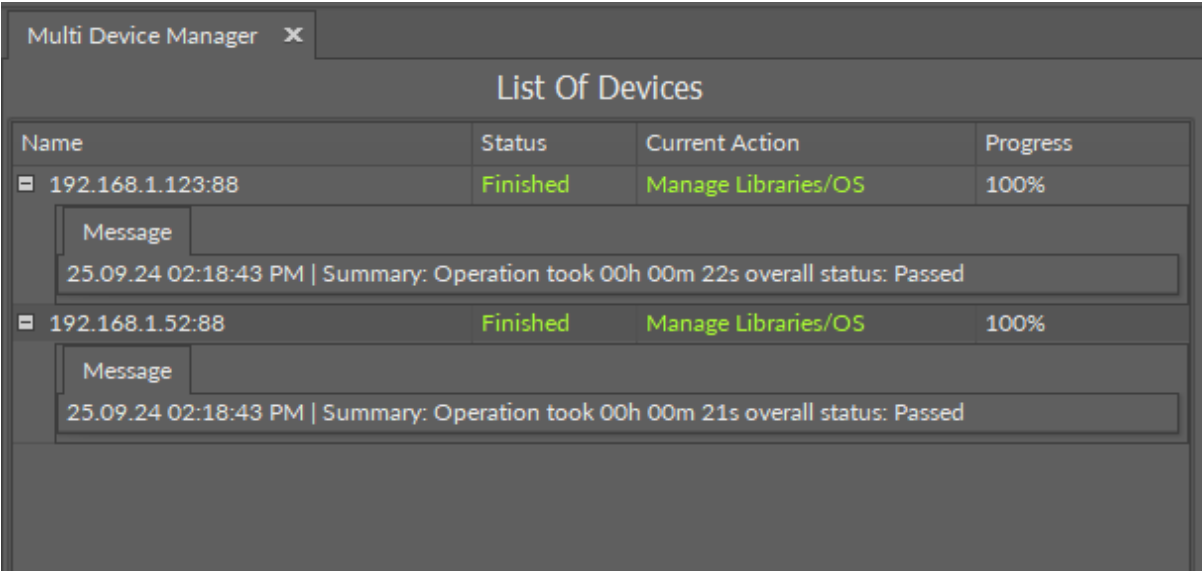 Multi Device Manager x
List Of Devices
Name Status Current Action Progress
192.168.1.123:88 Finished Manage Libraries/OS 100%
Message
25.09.24 02:18:43 PM | Summary: Operation took 00h 00m 22s overall status: Passed
192.168.1.52:88 Finished Manage Libraries/OS 100%
Message
25.09.24 02:18:43 PM | Summary: Operation took 00h 00m 21s overall status: Passed